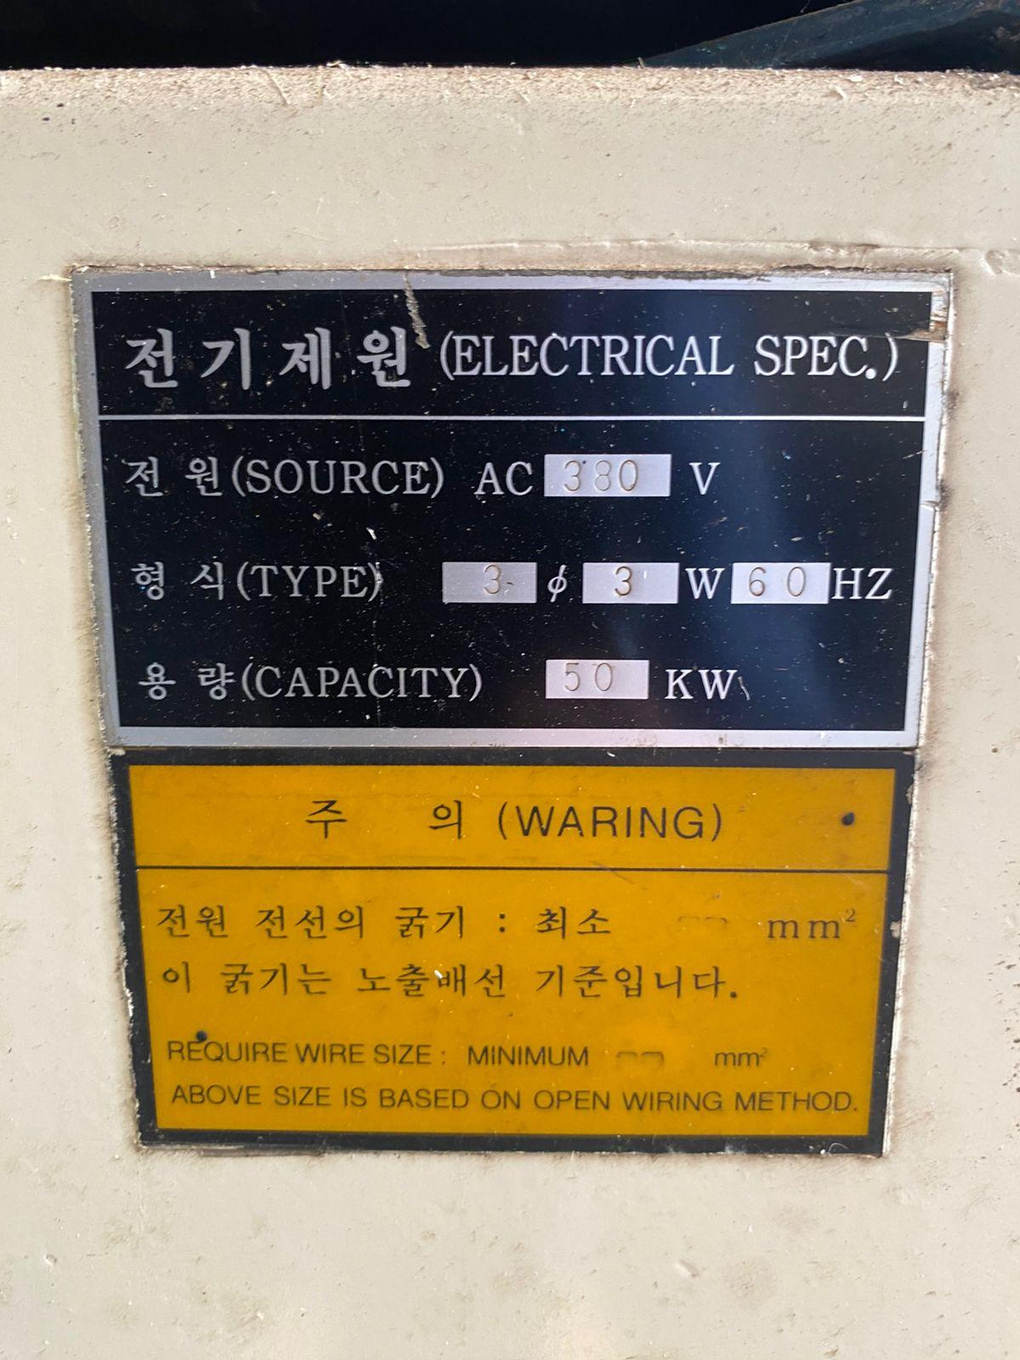 전기제원 (ELECTRICAL SPEC.)
전 원(SOURCE) AC 380 V
형 식(TYPE) 3 ϕ 3 W 60 HZ
용 량(CAPACITY) 50 KW
주 의 (WARING)
전원 전선의 굵기 : 최소 mm²
이 굵기는 노출배선 기준입니다.
REQUIRE WIRE SIZE : MINIMUM mm²
ABOVE SIZE IS BASED ON OPEN WIRING METHOD.